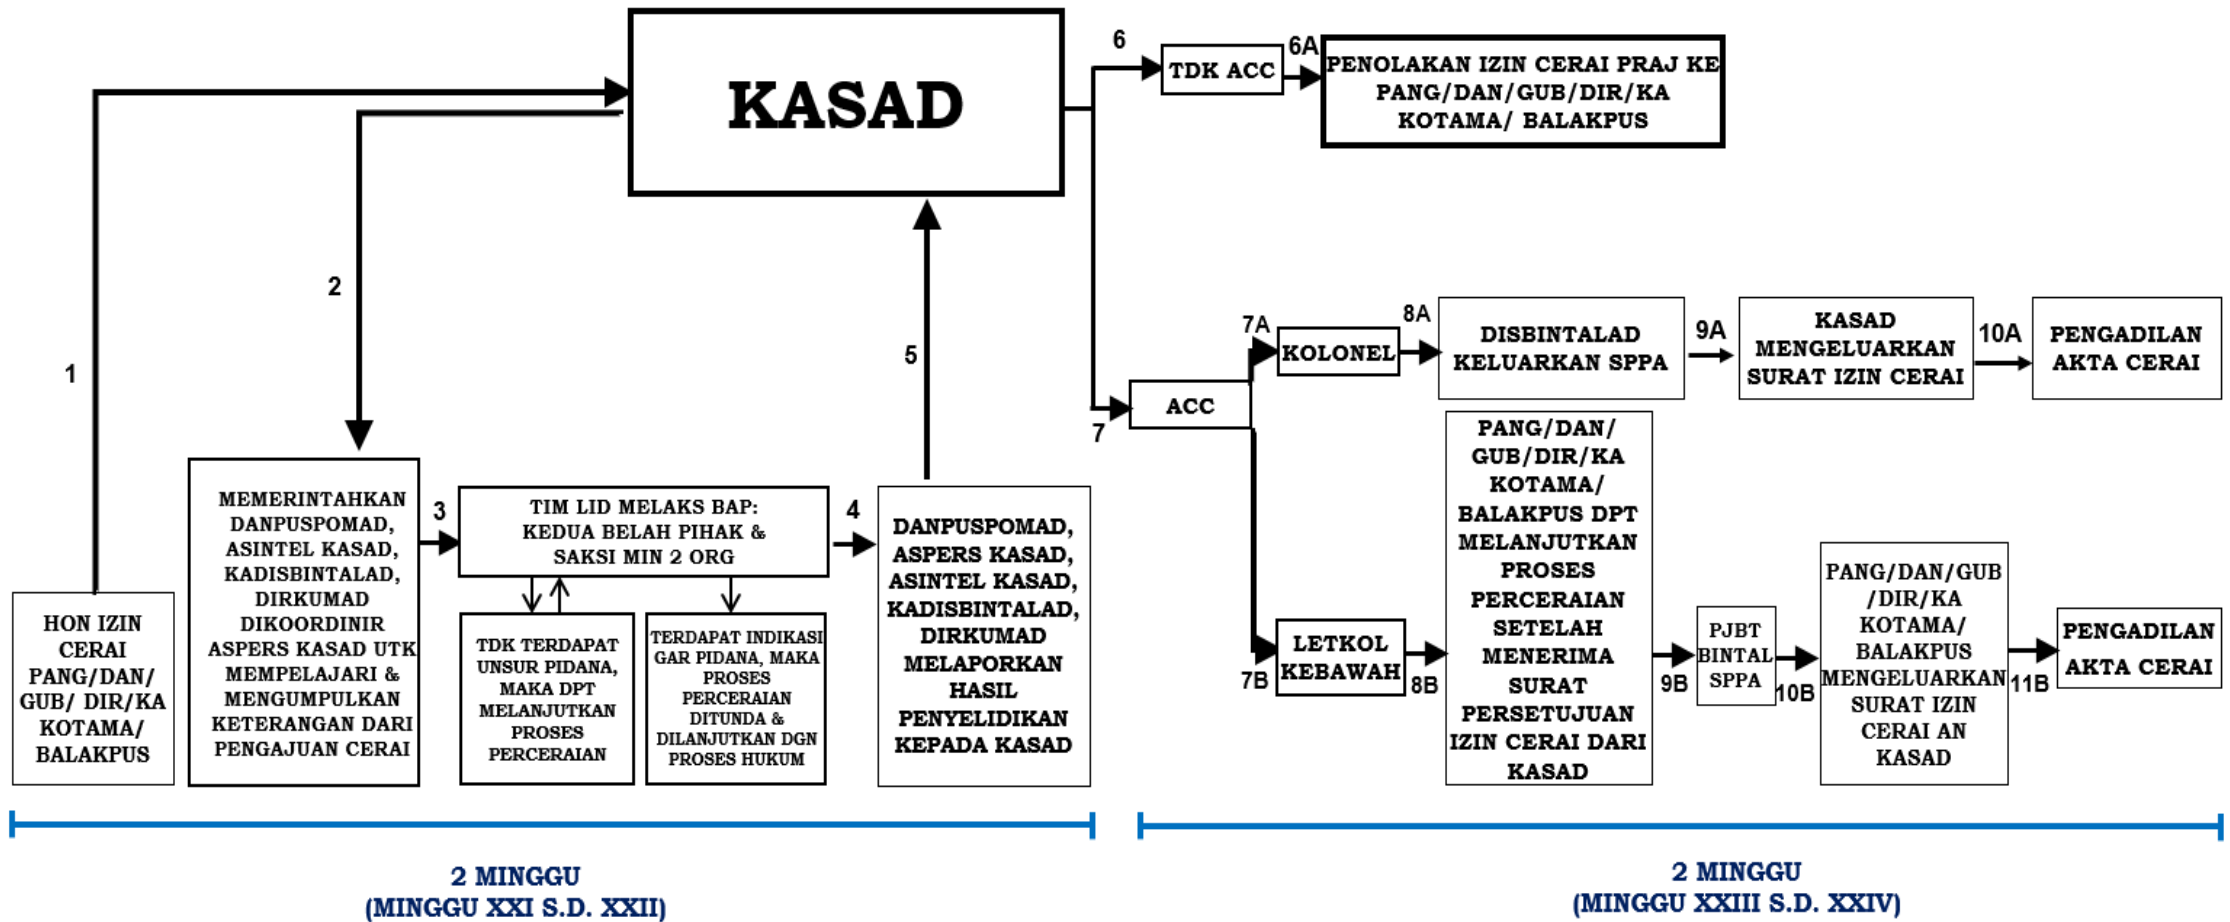 KASAD
6
TDK ACC
6A
PENOLAKAN IZIN CERAI PRAJ KE
PANG/DAN/GUB/DIR/KA
KOTAMA/ BALAKPUS
1
HON IZIN
CERAI
PANG/DAN/
GUB/ DIR/KA
KOTAMA/
BALAKPUS
2
MEMERINTAHKAN
DANPUSPOMAD,
ASINTEL KASAD,
KADISBINTALAD,
DIRKUMAD
DIKOORDINIR
ASPERS KASAD UTK
MEMPELAJARI &
MENGUMPULKAN
KETERANGAN DARI
PENGAJUAN CERAI
3
TIM LID MELAKS BAP:
KEDUA BELAH PIHAK &
SAKSI MIN 2 ORG
TDK TERDAPAT
UNSUR PIDANA,
MAKA DPT
MELANJUTKAN
PROSES
PERCERAIAN
TERDAPAT INDIKASI
GAR PIDANA, MAKA
PROSES
PERCERAIAN
DITUNDA &
DILANJUTKAN DGN
PROSES HUKUM
4
DANPUSPOMAD,
ASPERS KASAD,
ASINTEL KASAD,
KADISBINTALAD,
DIRKUMAD
MELAPORKAN
HASIL
PENYELIDIKAN
KEPADA KASAD
5
7
ACC
7A
KOLONEL
8A
DISBINTALAD
KELUARKAN SPPA
9A
KASAD
MENGELUARKAN
SURAT IZIN CERAI
10A
PENGADILAN
AKTA CERAI
7B
LETKOL
KEBAWAH
8B
PANG/DAN/
GUB/DIR/KA
KOTAMA/
BALAKPUS DPT
MELANJUTKAN
PROSES
PERCERAIAN
SETELAH
MENERIMA
SURAT
PERSETUJUAN
IZIN CERAI DARI
KASAD
9B
PJBT
BINTAL
SPPA
10B
PANG/DAN/GUB
/DIR/KA
KOTAMA/
BALAKPUS
MENGELUARKAN
SURAT IZIN
CERAI AN
KASAD
11B
PENGADILAN
AKTA CERAI
2 MINGGU
(MINGGU XXI S.D. XXII)
2 MINGGU
(MINGGU XXIII S.D. XXIV)